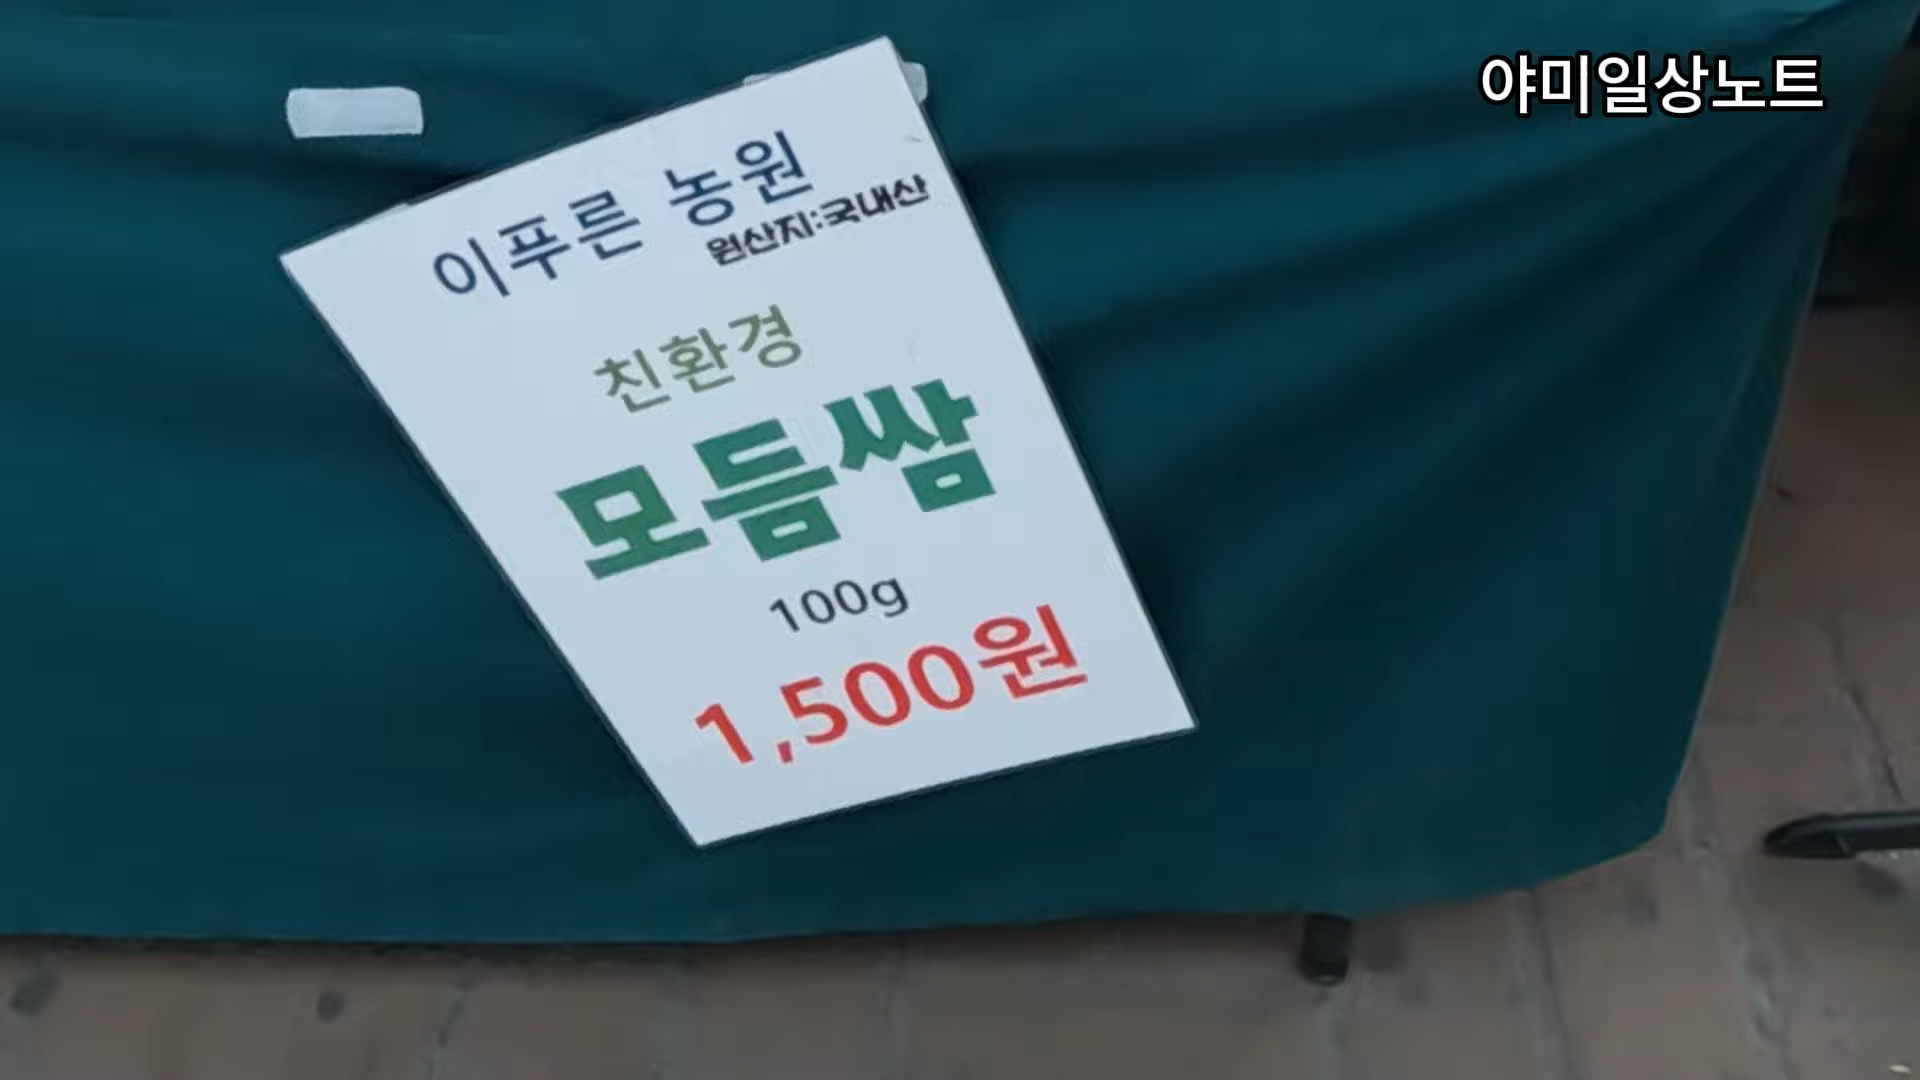 야미일상노트
이푸른 농원
원산지:국내산
친환경
모듬쌈
100g
1,500원